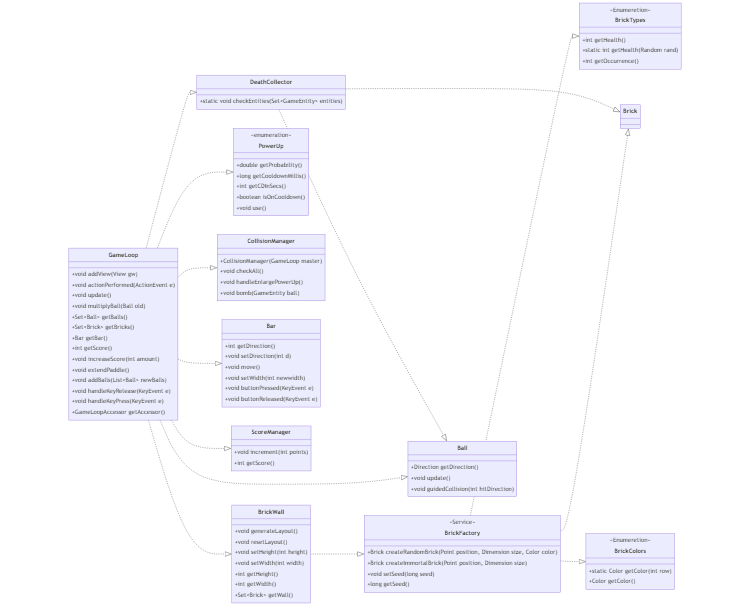 «Enumeretion»
BrickTypes
+int getHealth()
+static int getHealth(Random rand)
+int getOccurrence()
DeathCollector
+static void checkEntities(Set<GameEntity> entities)
Brick
«enumeration»
PowerUp
+double getProbability()
+long getCooldownMillis()
+int getCDInSecs()
+boolean isOnCooldown()
+void use()
CollisionManager
+CollisionManager(GameLoop master)
+void checkAll()
+void handleEnlargePowerUp()
+void bomb(GameEntity ball)
GameLoop
+void addView(View gw)
+void actionPerformed(ActionEvent e)
+void update()
+void multiplyBall(Ball old)
+Set<Ball> getBalls()
+Set<Brick> getBricks()
+Bar getBar()
+int getScore()
+void increaseScore(int amount)
+void extendPaddle()
+void addBalls(List<Ball> newBalls)
+void handleKeyRelease(KeyEvent e)
+void handleKeyPress(KeyEvent e)
+GameLoopAccessor getAccessor()
Bar
+int getDirection()
+void setDirection(int d)
+void move()
+void setWidth(int newwidth)
+void buttonPressed(KeyEvent e)
+void buttonReleased(KeyEvent e)
ScoreManager
+void increment(int points)
+int getScore()
Ball
+Direction getDirection()
+void update()
+void guidedCollision(int hitDirection)
BrickWall
+void generateLayout()
+void resetLayout()
+void setHeight(int height)
+void setWidth(int width)
+int getHeight()
+int getWidth()
+Set<Brick> getWall()
«Service»
BrickFactory
+Brick createRandomBrick(Point position, Dimension size, Color color)
+Brick createImmortalBrick(Point position, Dimension size)
+void setSeed(long seed)
+long getSeed()
«Enumeretion»
BrickColors
+static Color getColor(int row)
+Color getColor()